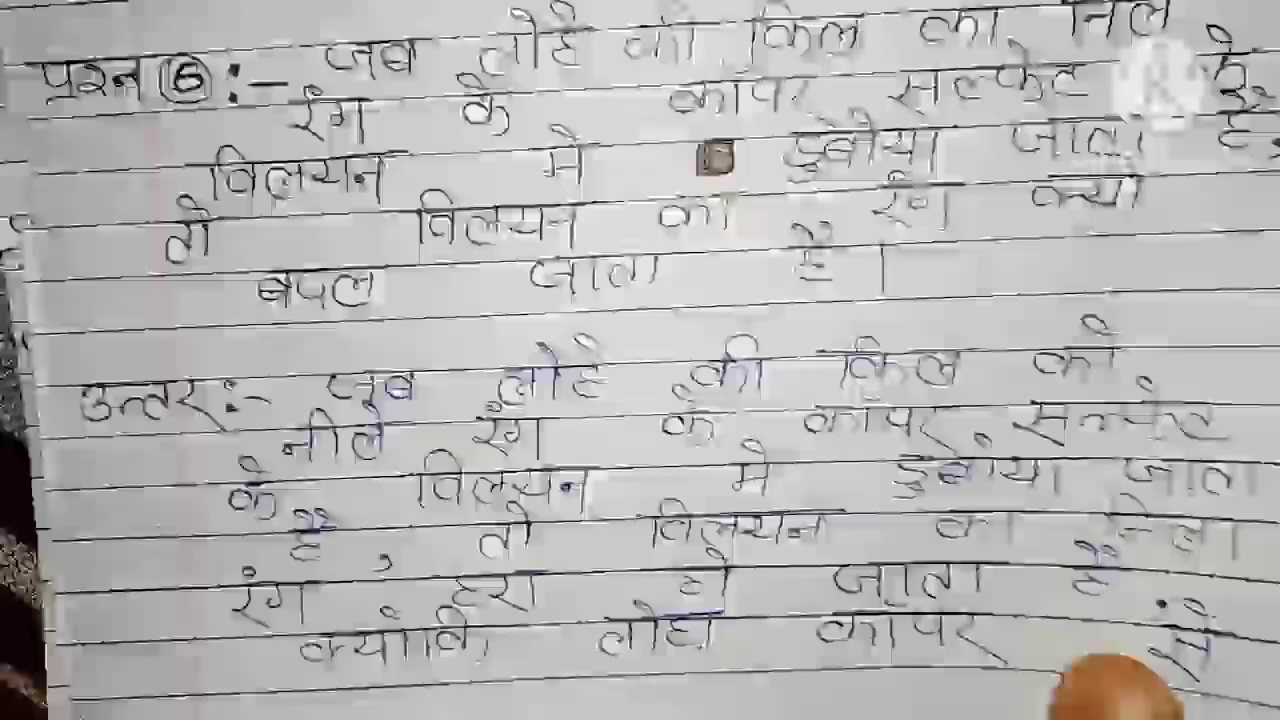 प्रश्न (6) :- जब लोहे की किल का निले
रंग के कॉपर सल्फेट के
विलयन मे डुबोया जाता है,
तो विलयन का रंग क्यों
बदल जाता है ।
उत्तर:- जब लोहे की किल को
नीले रंग के कॉपर सल्फेट
के विलयन मे डुबोया जाता
है, तो विलयन का निला
रंग हरा हो जाता है
क्योंकि लोहा कॉपर से